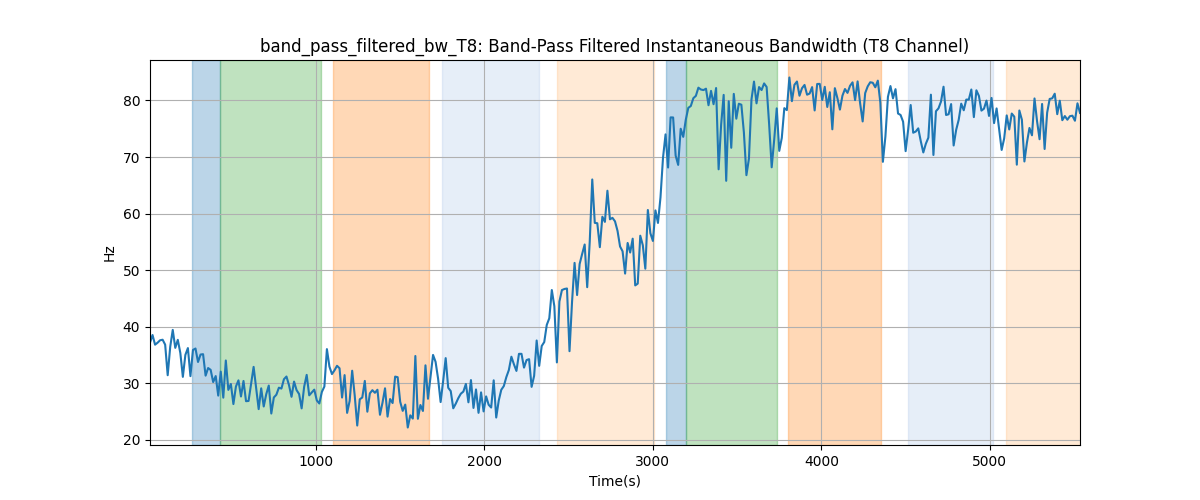 band_pass_filtered_bw_T8: Band-Pass Filtered Instantaneous Bandwidth (T8 Channel)
80
70
60
50
40
30
20
Hz
1000 2000 3000 4000 5000
Time(s)